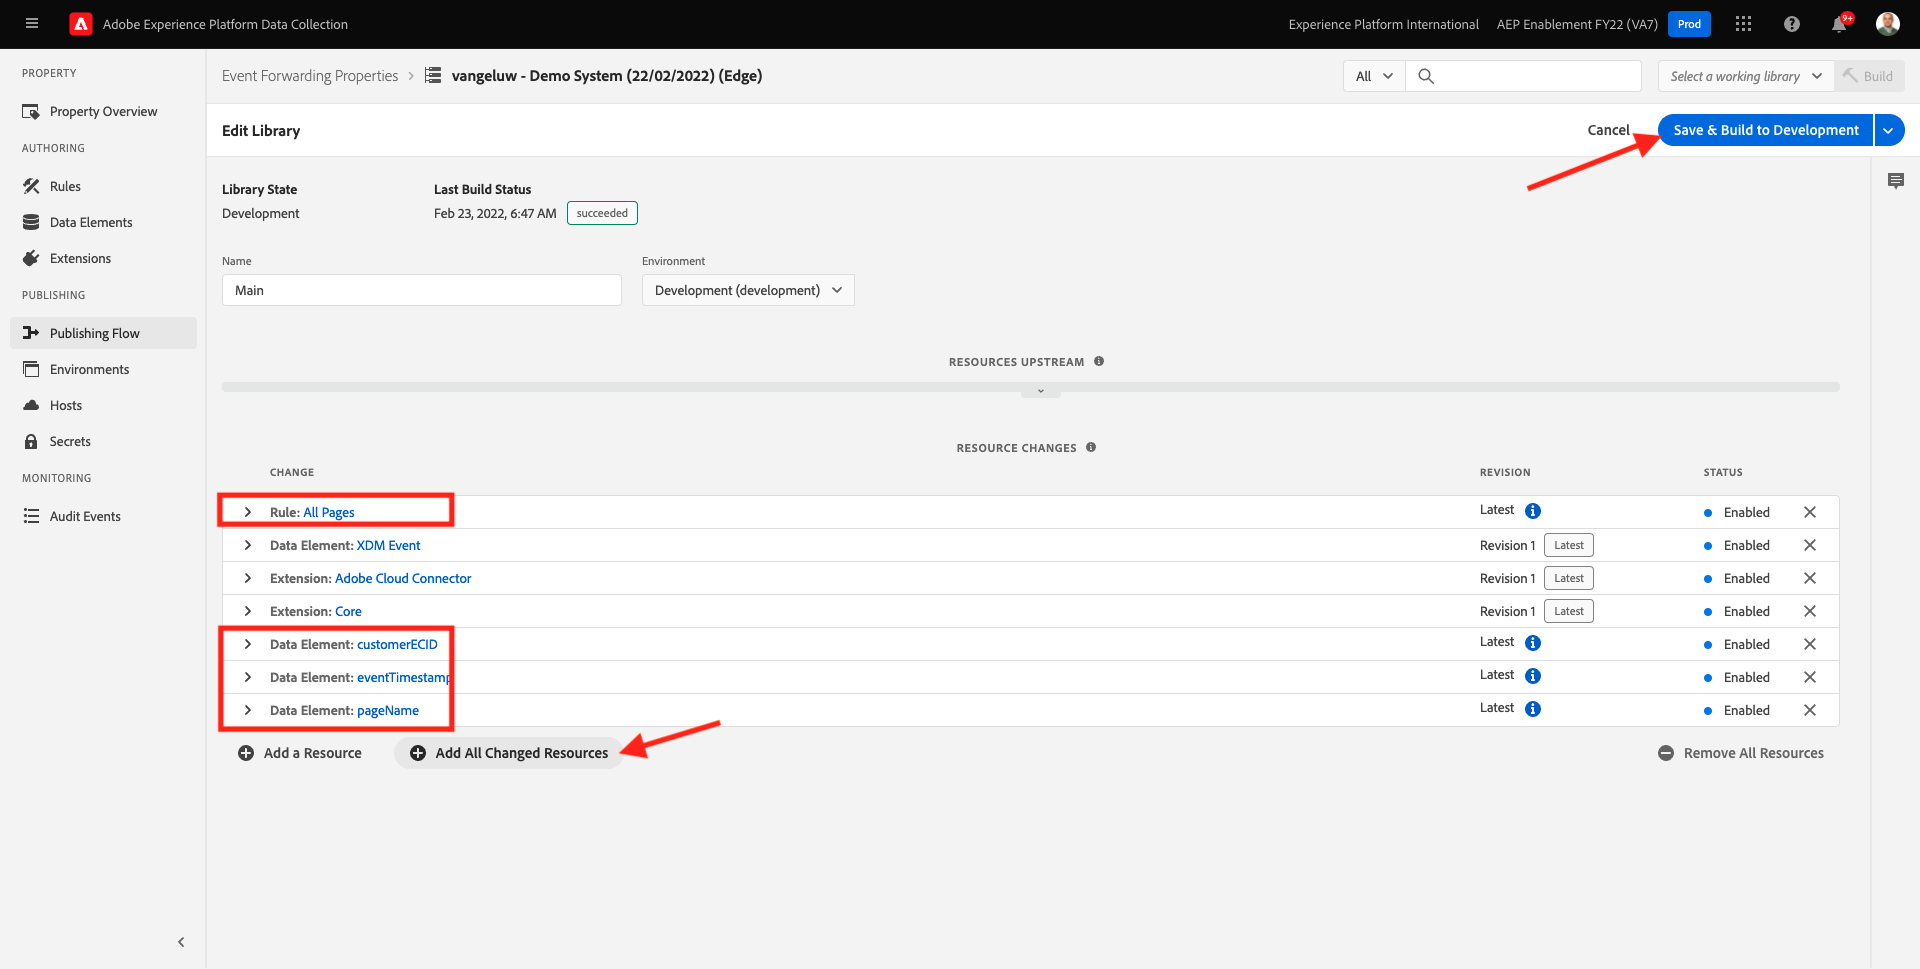 Adobe Experience Platform Data Collection
Experience Platform International
AEP Enablement FY22 (VA7)
Prod
9+
PROPERTY
Property Overview
AUTHORING
Rules
Data Elements
Extensions
PUBLISHING
Publishing Flow
Environments
Hosts
Secrets
MONITORING
Audit Events
Event Forwarding Properties
vangeluw - Demo System (22/02/2022) (Edge)
All
Select a working library
Build
Edit Library
Cancel
Save & Build to Development
Library State
Development
Last Build Status
Feb 23, 2022, 6:47 AM succeeded
Name
Main
Environment
Development (development)
RESOURCES UPSTREAM
RESOURCE CHANGES
CHANGE REVISION STATUS
Rule: All Pages Latest Enabled
Data Element: XDM Event Revision 1 Latest Enabled
Extension: Adobe Cloud Connector Revision 1 Latest Enabled
Extension: Core Revision 1 Latest Enabled
Data Element: customerECID Latest Enabled
Data Element: eventTimestamp Latest Enabled
Data Element: pageName Latest Enabled
Add a Resource
Add All Changed Resources
Remove All Resources